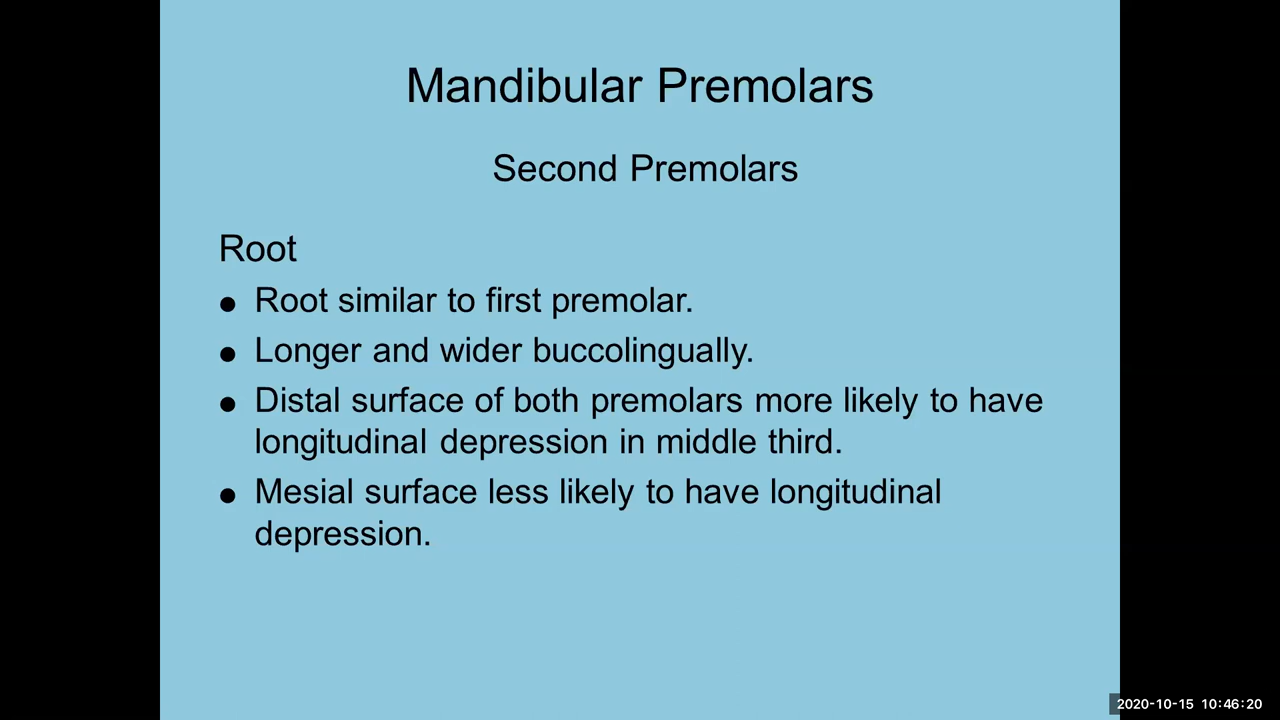 Mandibular Premolars
Second Premolars
Root
● Root similar to first premolar.
● Longer and wider buccolingually.
● Distal surface of both premolars more likely to have
longitudinal depression in middle third.
● Mesial surface less likely to have longitudinal
depression.
2020-10-15 10:46:20